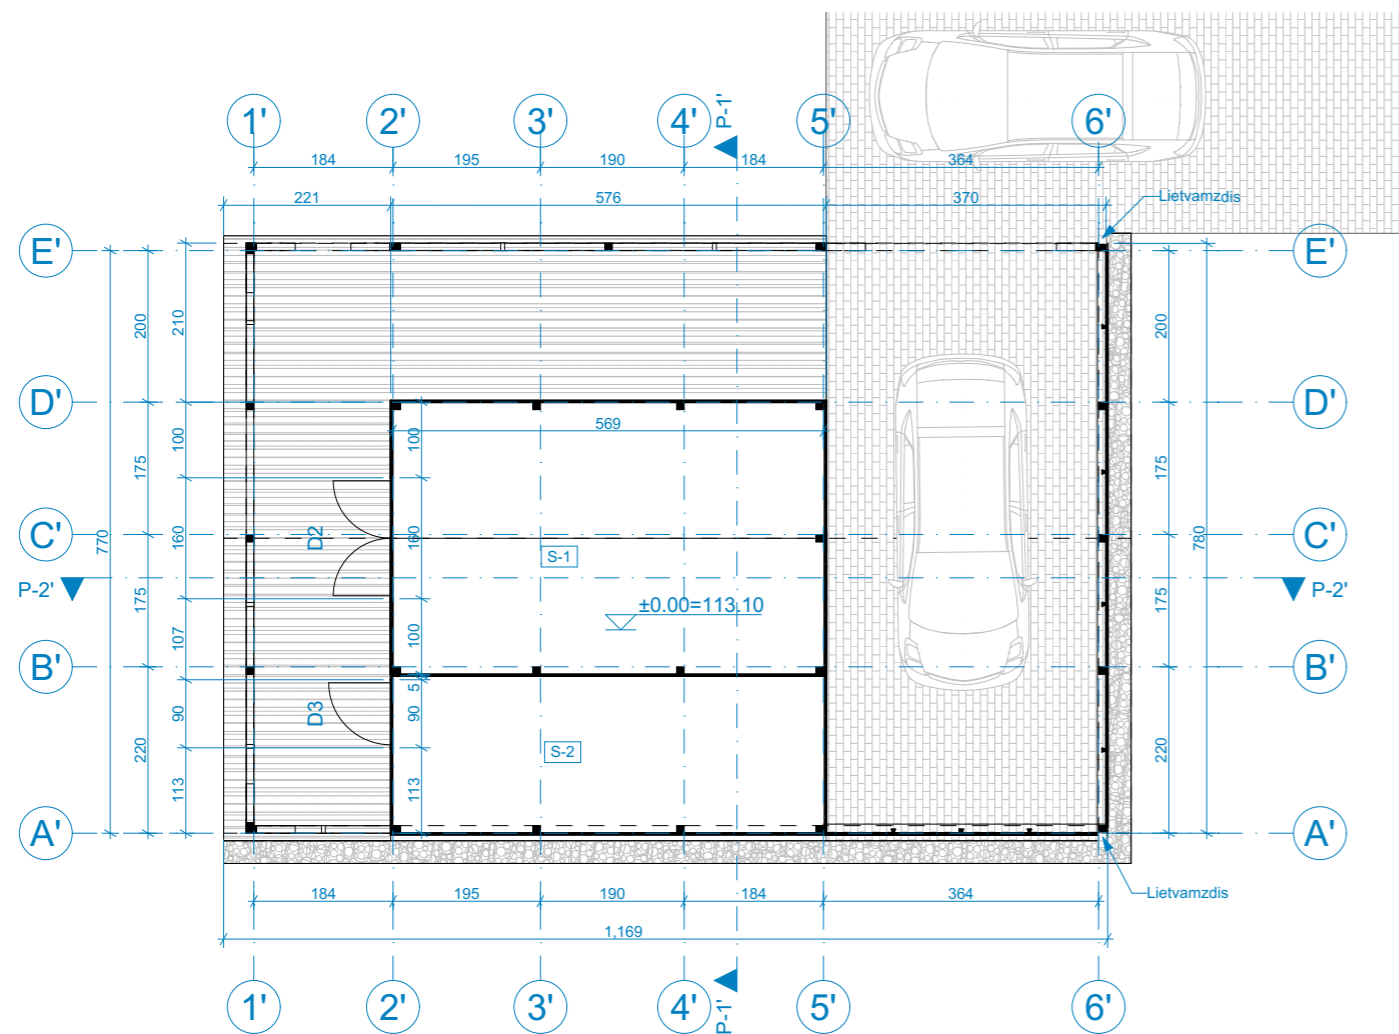 1' 2' 3' 4' P-1' 5' 6'
184 195 190 184 364
221 576 370
Lietvamzdis
E' E'
200 210 200
D' D'
569
100 100
175 175
D2
C' C'
770 160 160 780
S-1
P-2' P-2'
±0.00=113.10
175 107 100 175
B' B'
5
D3
90 90
S-2
220 220
113 113
A' A'
184 195 190 184 364
Lietvamzdis
1,169
1' 2' 3' 4' P-1' 5' 6'